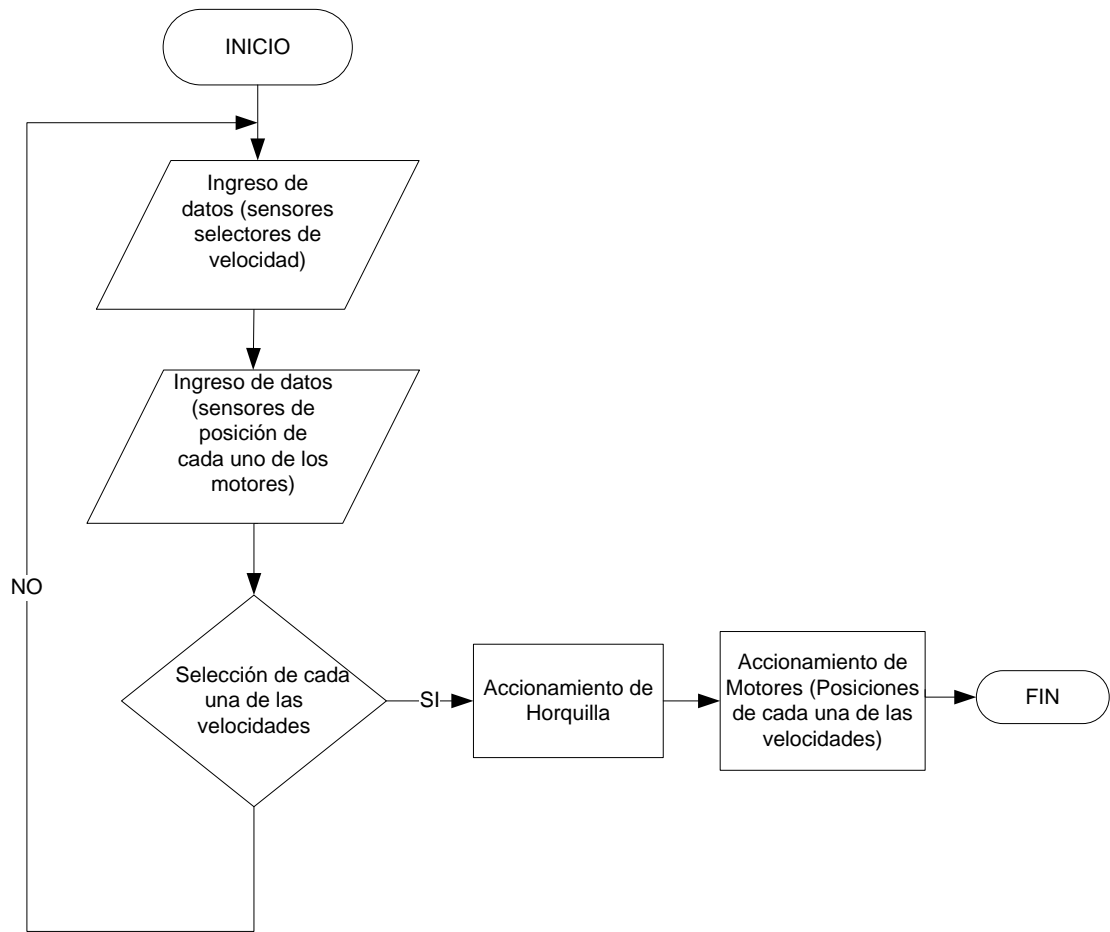 INICIO
Ingreso de
datos (sensores
selectores de
velocidad)
Ingreso de datos
(sensores de
posición de
cada uno de los
motores)
NO
Selección de cada
una de las
velocidades
SI
Accionamiento de
Horquilla
Accionamiento de
Motores (Posiciones
de cada una de las
velocidades)
FIN